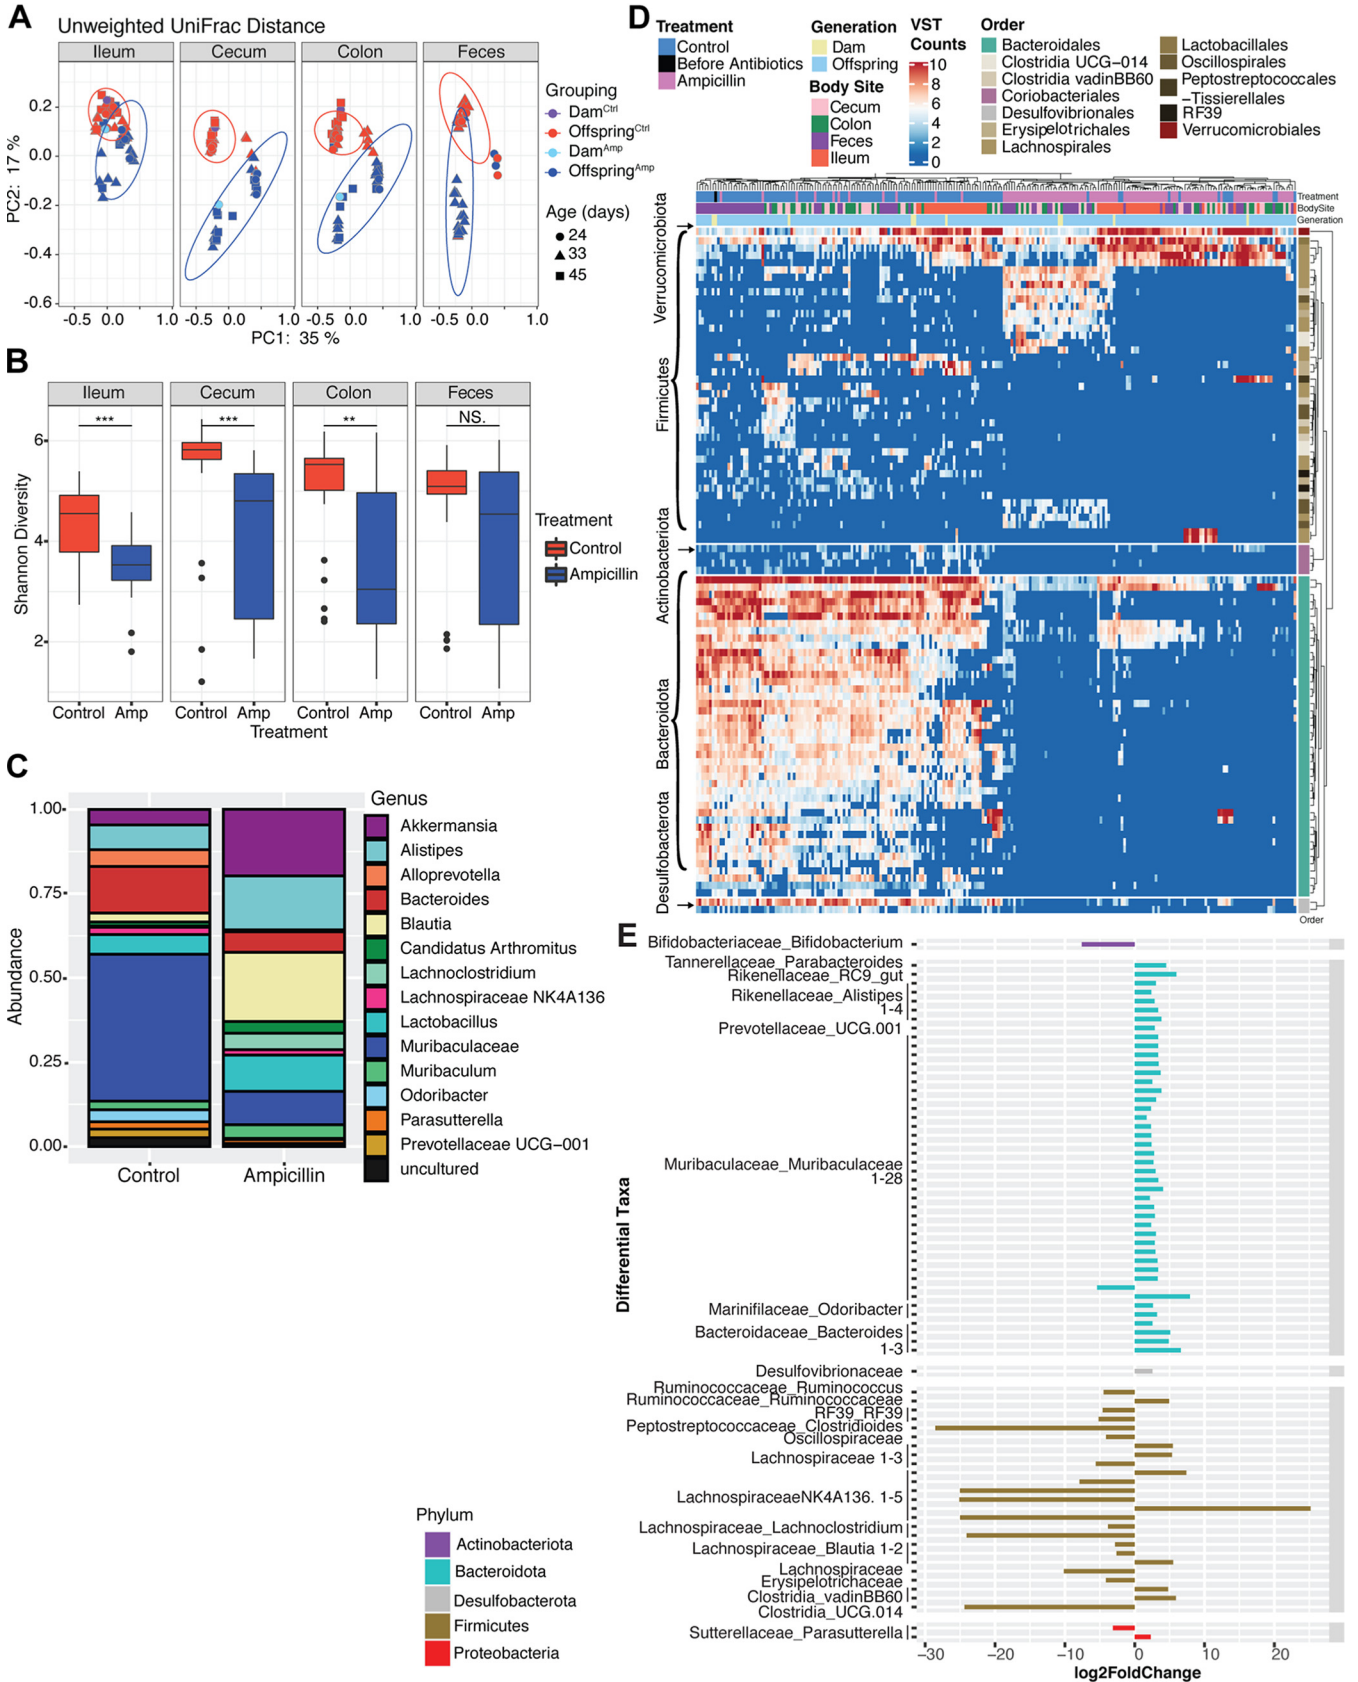 A
Unweighted UniFrac Distance
Ileum
Cecum
Colon
Feces
PC2: 17 %
0.2
0.0
-0.2
-0.4
-0.6
-0.5 0.0 1.0
-0.5 0.0 1.0
-0.5 0.0 1.0
-0.5 0.0 1.0
PC1: 35 %
Grouping
Dam^Ctrl
Offspring^Ctrl
Dam^Amp
Offspring^Amp
Age (days)
24
33
45
B
Ileum
Cecum
Colon
Feces
***
***
**
NS.
Shannon Diversity
6
4
2
Control Amp
Control Amp
Control Amp
Control Amp
Treatment
Treatment
Control
Ampicillin
C
Abundance
1.00
0.75
0.50
0.25
0.00
Control
Ampicillin
Genus
Akkermansia
Alistipes
Alloprevotella
Bacteroides
Blautia
Candidatus Arthromitus
Lachnoclostridium
Lachnospiraceae NK4A136
Lactobacillus
Muribaculaceae
Muribaculum
Odoribacter
Parasutterella
Prevotellaceae UCG−001
uncultured
D
Treatment
Control
Before Antibiotics
Ampicillin
Generation
Dam
Offspring
Body Site
Cecum
Colon
Feces
Ileum
VST
Counts
10
8
6
4
2
0
Order
Bacteroidales
Clostridia UCG-014
Clostridia vadinBB60
Coriobacteriales
Desulfovibrionales
Erysipelotrichales
Lachnospirales
Lactobacillales
Oscillospirales
Peptostreptococcales
−Tissierellales
RF39
Verrucomicrobiales
Treatment
BodySite
Generation
Verrucomicrobiota
Firmicutes
Actinobacteriota
Bacteroidota
Desulfobacterota
Order
E
Differential Taxa
Bifidobacteriaceae_Bifidobacterium
Tannerellaceae_Parabacteroides
Rikenellaceae_RC9_gut
Rikenellaceae_Alistipes
1-4
Prevotellaceae_UCG.001
Muribaculaceae_Muribaculaceae
1-28
Marinifilaceae_Odoribacter
Bacteroidaceae_Bacteroides
1-3
Desulfovibrionaceae
Ruminococcaceae_Ruminococcus
Ruminococcaceae_Ruminococcaceae
RF39_RF39
Peptostreptococcaceae_Clostridioides
Oscillospiraceae
Lachnospiraceae 1-3
LachnospiraceaeNK4A136. 1-5
Lachnospiraceae_Lachnoclostridium
Lachnospiraceae_Blautia 1-2
Lachnospiraceae
Erysipelotrichaceae
Clostridia_vadinBB60
Clostridia_UCG.014
Sutterellaceae_Parasutterella
−30 −20 −10 0 10 20
log2FoldChange
Phylum
Actinobacteriota
Bacteroidota
Desulfobacterota
Firmicutes
Proteobacteria